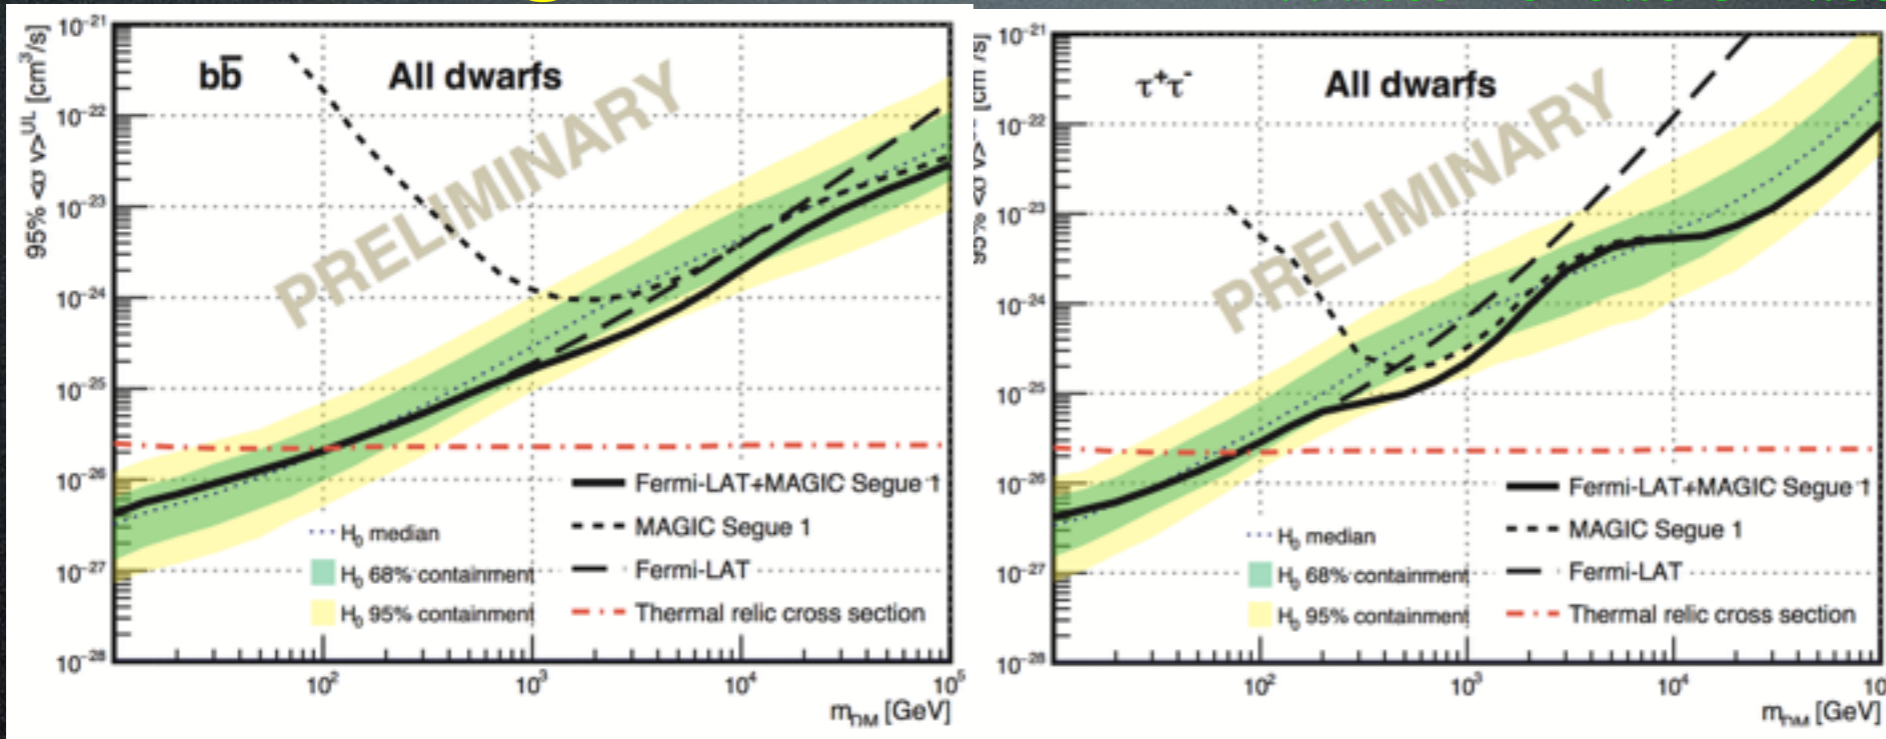 10⁻²¹
10⁻²²
10⁻²³
10⁻²⁴
10⁻²⁵
10⁻²⁶
10⁻²⁷
10⁻²⁸
95% <σ v>ᵁᴸ [cm³/s]
bb̅
All dwarfs
PRELIMINARY
Fermi-LAT+MAGIC Segue 1
MAGIC Segue 1
Fermi-LAT
Thermal relic cross section
H₀ median
H₀ 68% containment
H₀ 95% containment
10²
10³
10⁴
10⁵
m_DM [GeV]
10⁻²¹
10⁻²²
10⁻²³
10⁻²⁴
10⁻²⁵
10⁻²⁶
10⁻²⁷
10⁻²⁸
τ⁺τ⁻
All dwarfs
PRELIMINARY
Fermi-LAT+MAGIC Segue 1
MAGIC Segue 1
Fermi-LAT
Thermal relic cross section
H₀ median
H₀ 68% containment
H₀ 95% containment
10²
10³
10⁴
10
m_DM [GeV]